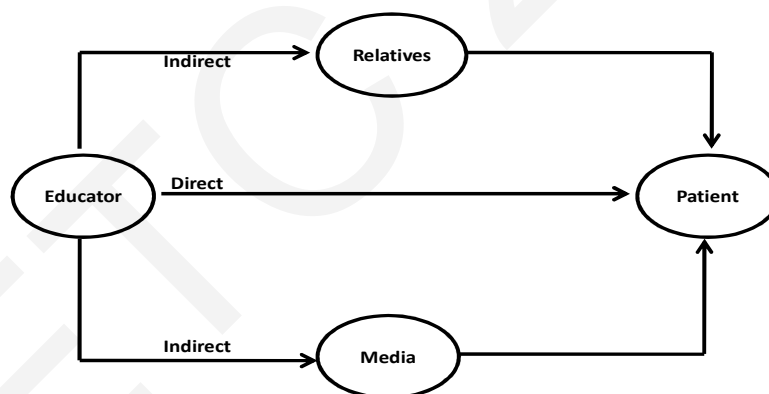 Indirect
Relatives
Educator
Direct
Patient
Indirect
Media